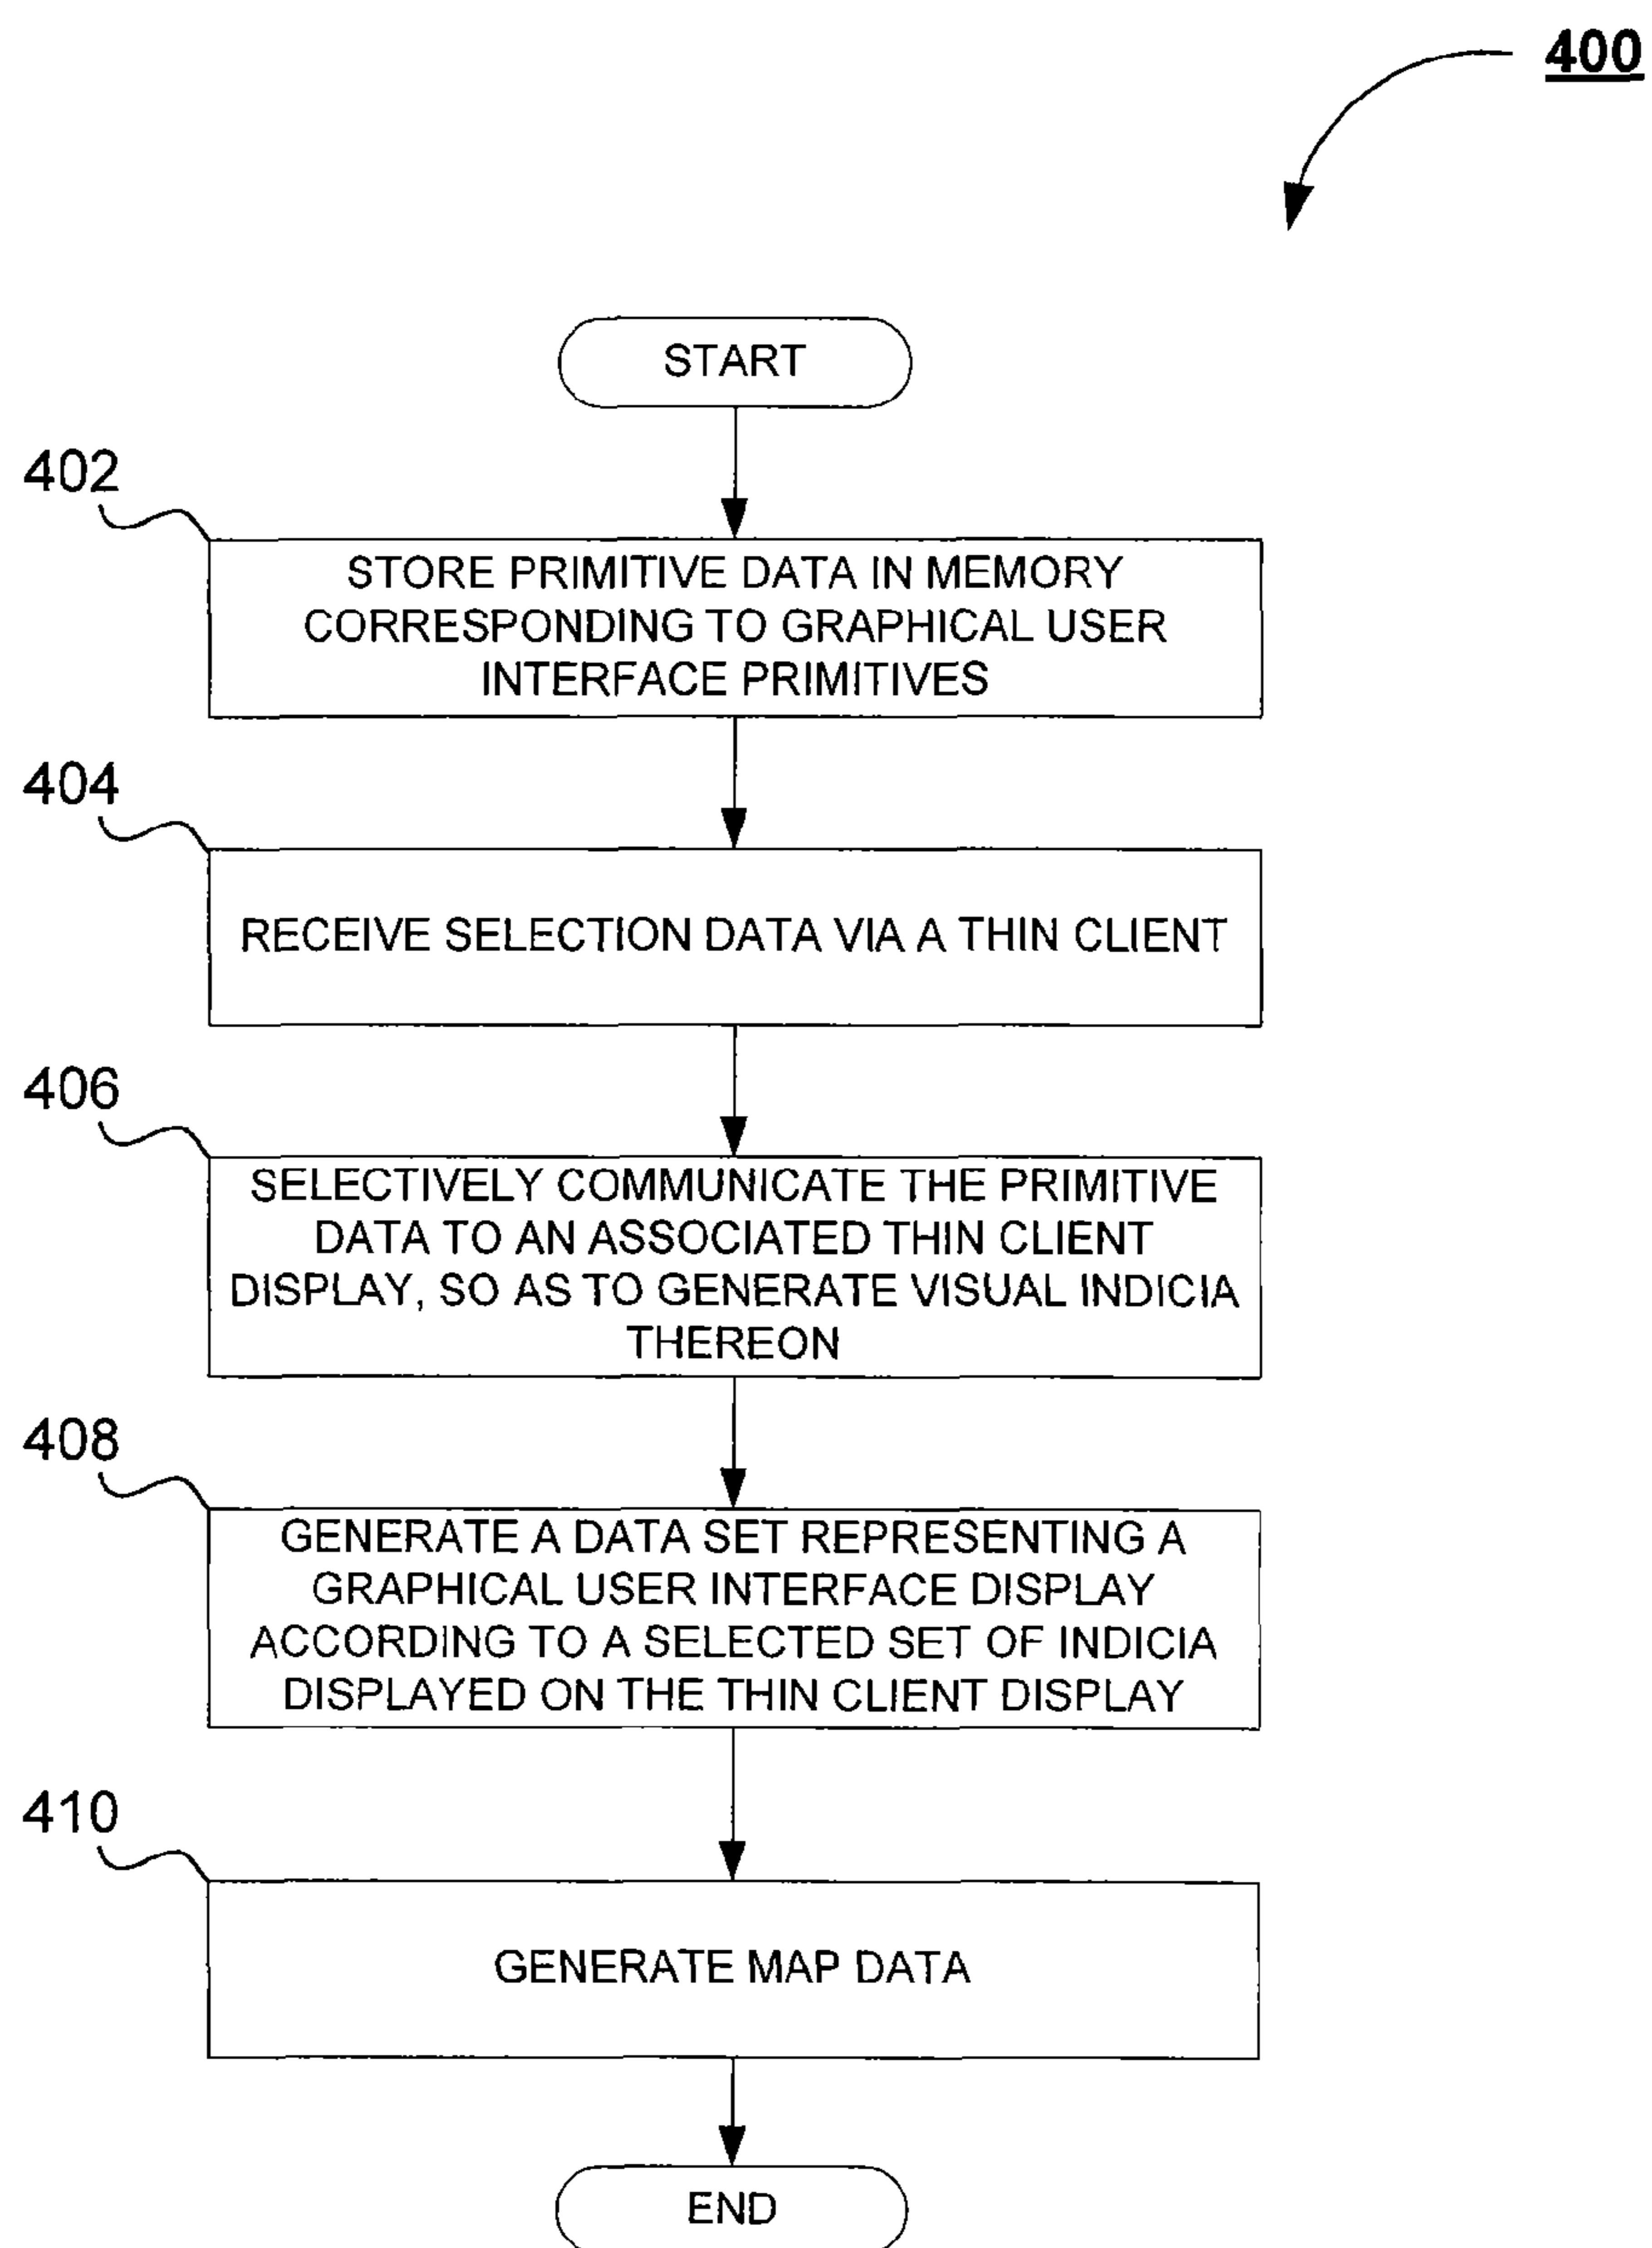 400
START
402
STORE PRIMITIVE DATA IN MEMORY
CORRESPONDING TO GRAPHICAL USER
INTERFACE PRIMITIVES
404
RECEIVE SELECTION DATA VIA A THIN CLIENT
406
SELECTIVELY COMMUNICATE THE PRIMITIVE
DATA TO AN ASSOCIATED THIN CLIENT
DISPLAY, SO AS TO GENERATE VISUAL INDICIA
THEREON
408
GENERATE A DATA SET REPRESENTING A
GRAPHICAL USER INTERFACE DISPLAY
ACCORDING TO A SELECTED SET OF INDICIA
DISPLAYED ON THE THIN CLIENT DISPLAY
410
GENERATE MAP DATA
END